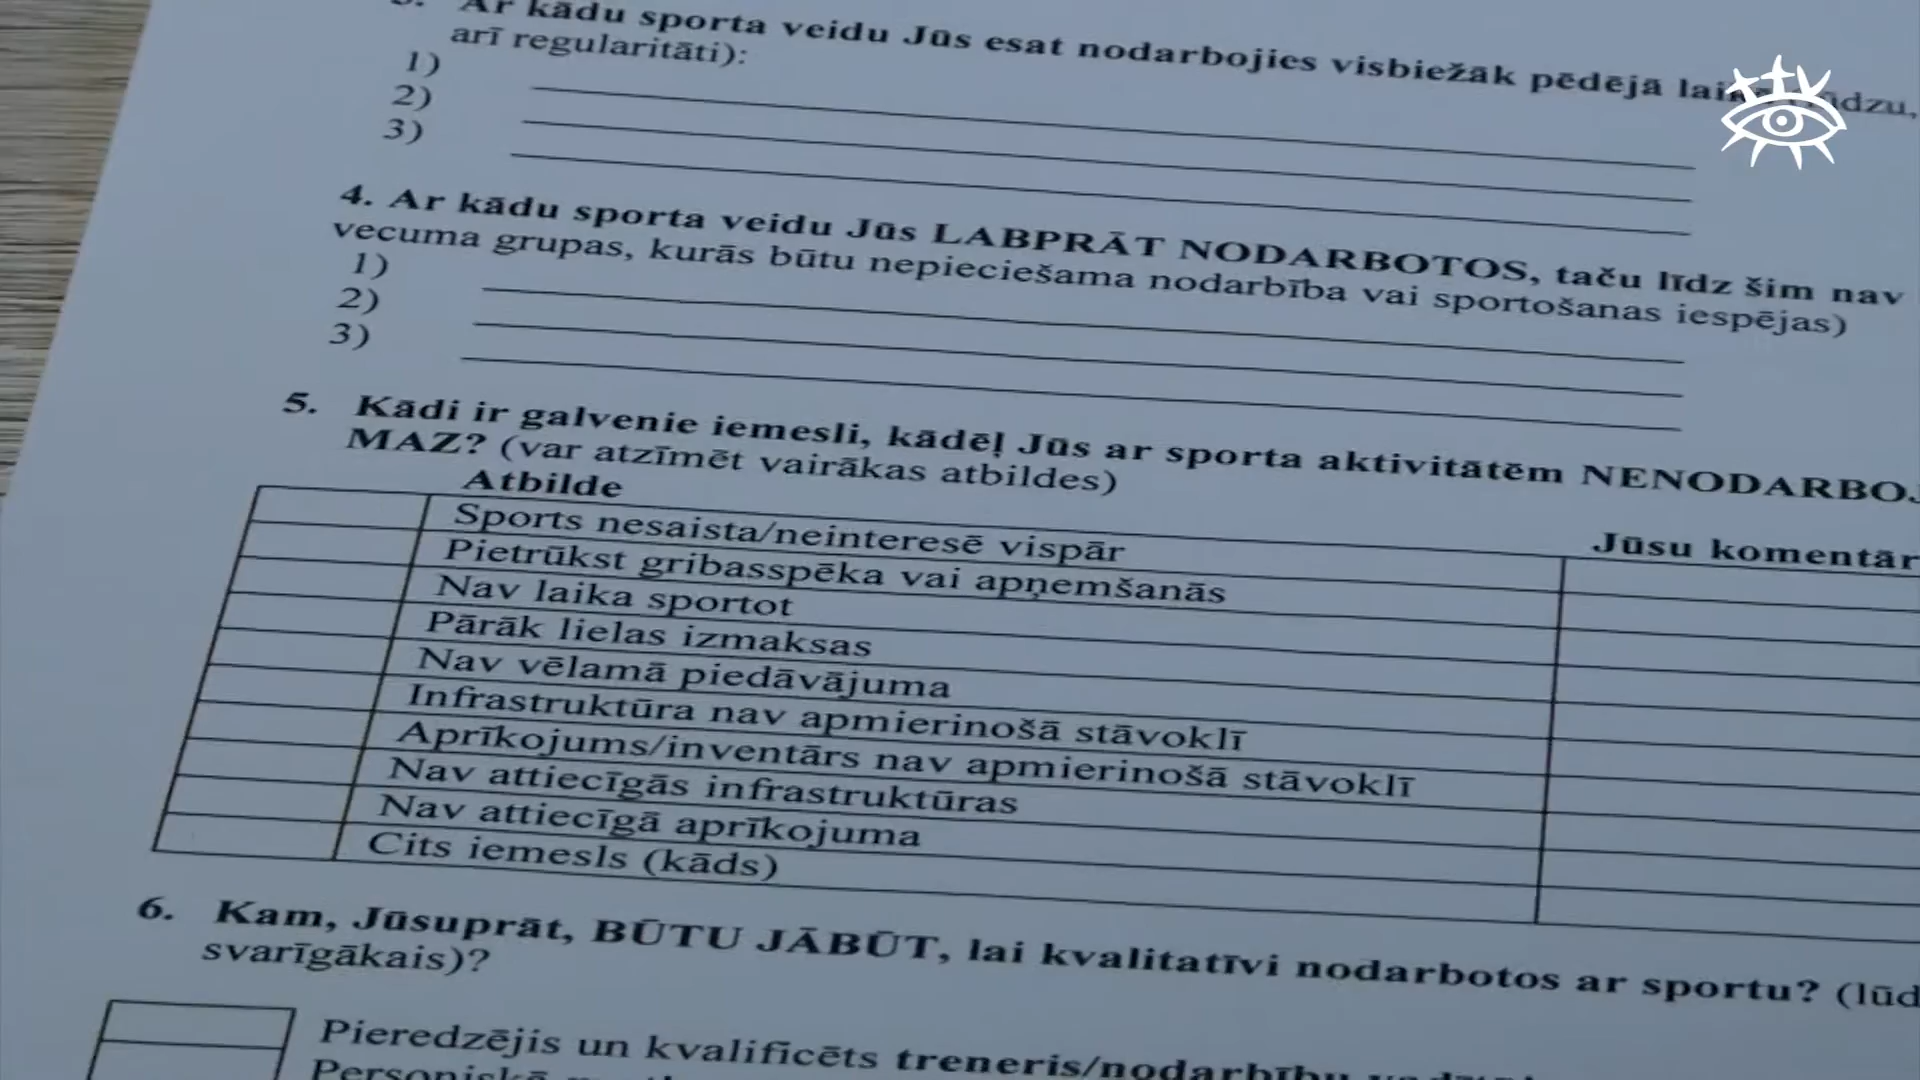 Ar kādu sporta veidu Jūs esat nodarbojies visbiežāk pēdējā
arī regularitāti):
1)
2)
3)
4. Ar kādu sporta veidu Jūs LABPRĀT NODARBOTOS, taču līdz šim nav
vecuma grupas, kurās būtu nepieciešama nodarbība vai sportošanas iespējas)
1)
2)
3)
5. Kādi ir galvenie iemesli, kādēļ Jūs ar sporta aktivitātēm NENODARBOJ
MAZ? (var atzīmēt vairākas atbildes)
Atbilde
Jūsu komentār
Sports nesaista/neinteresē vispār
Pietrūkst gribasspēka vai apņemšanās
Nav laika sportot
Pārāk lielas izmaksas
Nav vēlamā piedāvājuma
Infrastruktūra nav apmierinošā stāvoklī
Aprīkojums/inventārs nav apmierinošā stāvoklī
Nav attiecīgās infrastruktūras
Nav attiecīgā aprīkojuma
Cits iemesls (kāds)
6. Kam, Jūsuprāt, BŪTU JĀBŪT, lai kvalitatīvi nodarbotos ar sportu? (lūd
svarīgākais)?
Pieredzējis un kvalificēts treneris/nodarbību